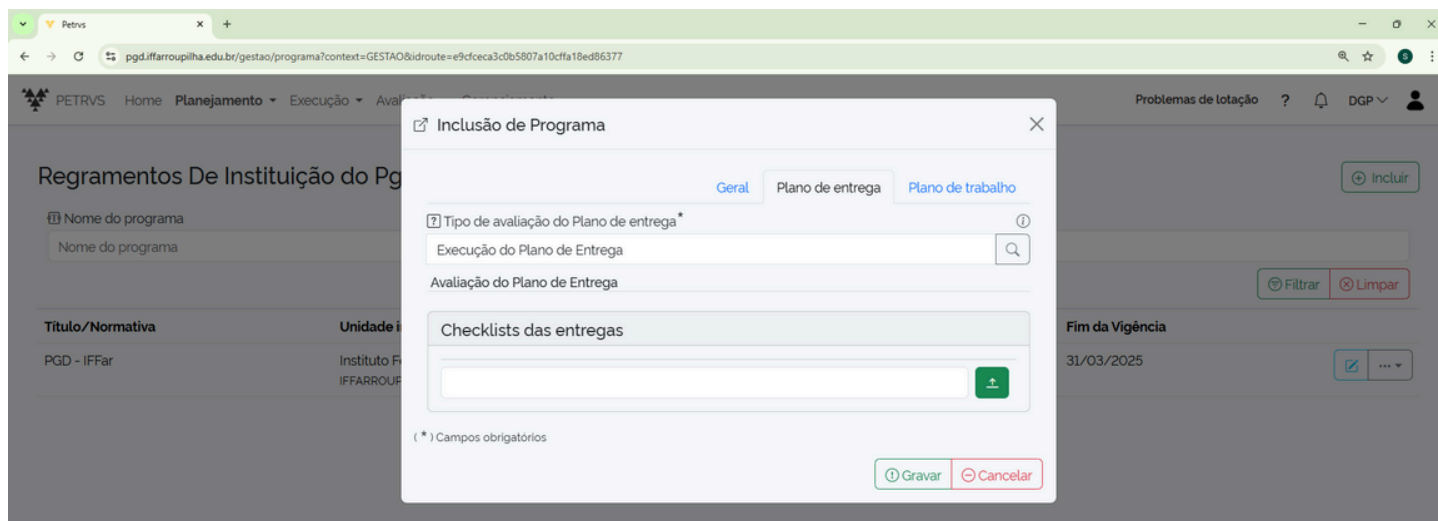 Petrvs
pgd.iffarroupilha.edu.br/gestao/programa?context=GESTAO&idroute=e9cfceca3c0b5807a10cffa18ed86377
S
PETRVS Home Planejamento Execução Problemas de lotação ? DGP
Inclusão de Programa
Regramentos De Instituição do
Incluir
Geral Plano de entrega Plano de trabalho
Nome do programa
Tipo de avaliação do Plano de entrega*
Nome do programa
Execução do Plano de Entrega
Avaliação do Plano de Entrega
Filtrar Limpar
Título/Normativa Unidade Fim da Vigência
Checklists das entregas
PGD - IFFar Instituto 31/03/2025
(*) Campos obrigatórios
Gravar Cancelar